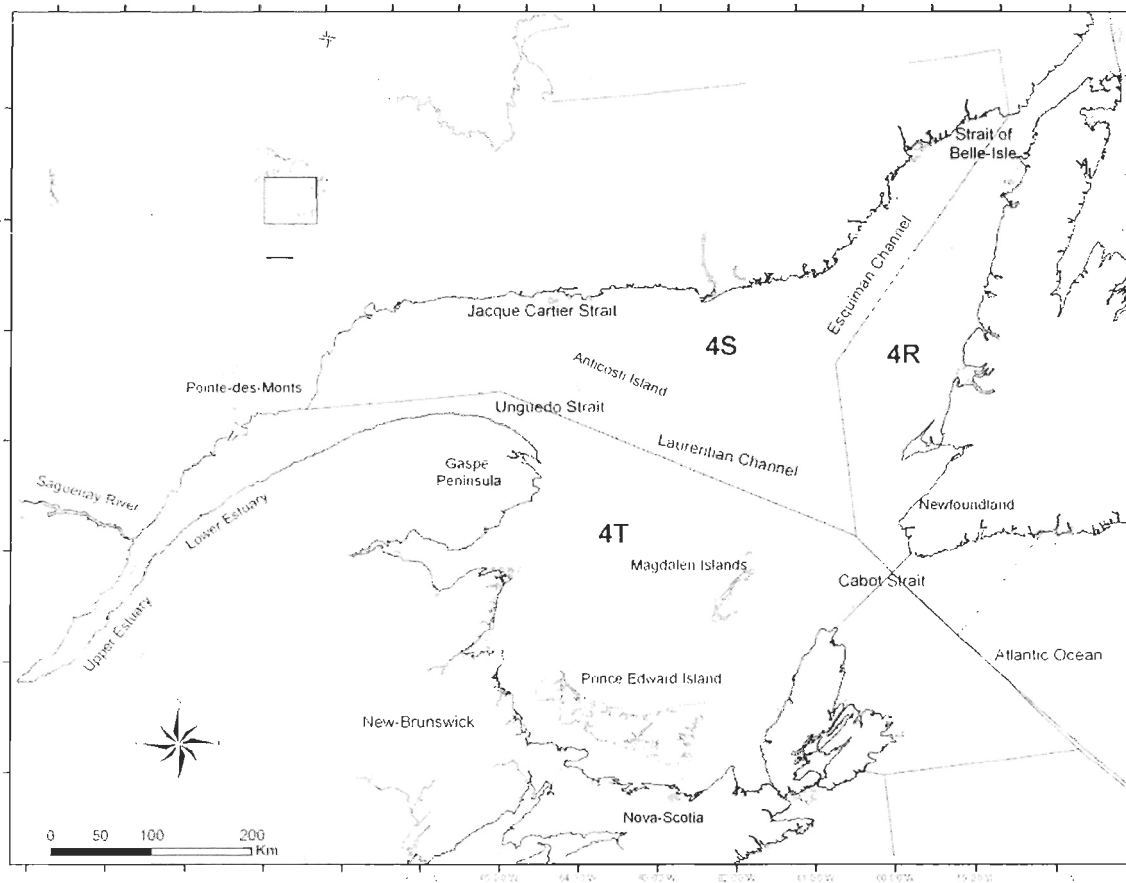 Strait of
Belle-Isle
Esquiman Channel
Jacque Cartier Strait
4S
4R
Anticosti Island
Pointe-des-Monts
Unguedo Strait
Laurentian Channel
Gaspe
Peninsula
Saguenay River
Lower Estuary
Newfoundland
4T
Magdalen Islands
Cabot Strait
Upper Estuary
Atlantic Ocean
Prince Edward Island
New-Brunswick
Nova-Scotia
0 50 100 200
Km